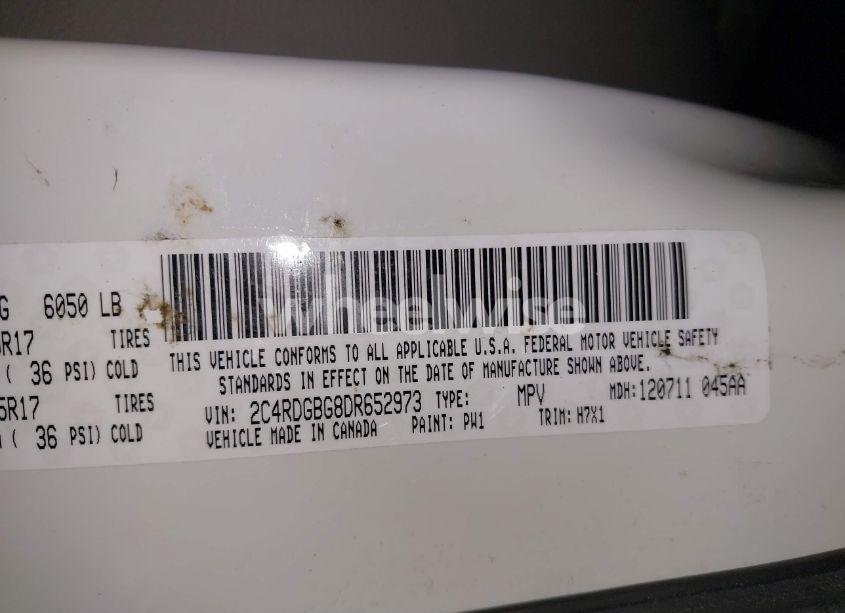 G 6050 LB
R17 TIRES
( 36 PSI) COLD
5R17 TIRES
( 36 PSI) COLD
wheelwise
THIS VEHICLE CONFORMS TO ALL APPLICABLE U.S.A. FEDERAL MOTOR VEHICLE SAFETY
STANDARDS IN EFFECT ON THE DATE OF MANUFACTURE SHOWN ABOVE.
VIN: 2C4RDGBG8DR652973 TYPE: MPV MDH:120711 045AA
VEHICLE MADE IN CANADA PAINT: PW1 TRIM: H7X1